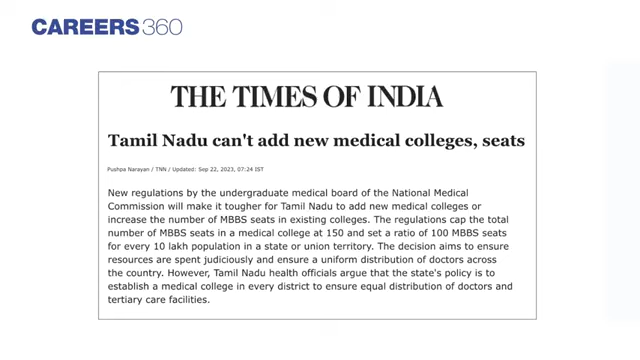 CAREERS360
THE TIMES OF INDIA
Tamil Nadu can't add new medical colleges, seats
Pushpa Narayan / TNN / Updated: Sep 22, 2023, 07:24 IST
New regulations by the undergraduate medical board of the National Medical
Commission will make it tougher for Tamil Nadu to add new medical colleges or
increase the number of MBBS seats in existing colleges. The regulations cap the total
number of MBBS seats in a medical college at 150 and set a ratio of 100 MBBS seats
for every 10 lakh population in a state or union territory. The decision aims to ensure
resources are spent judiciously and ensure a uniform distribution of doctors across
the country. However, Tamil Nadu health officials argue that the state's policy is to
establish a medical college in every district to ensure equal distribution of doctors and
tertiary care facilities.